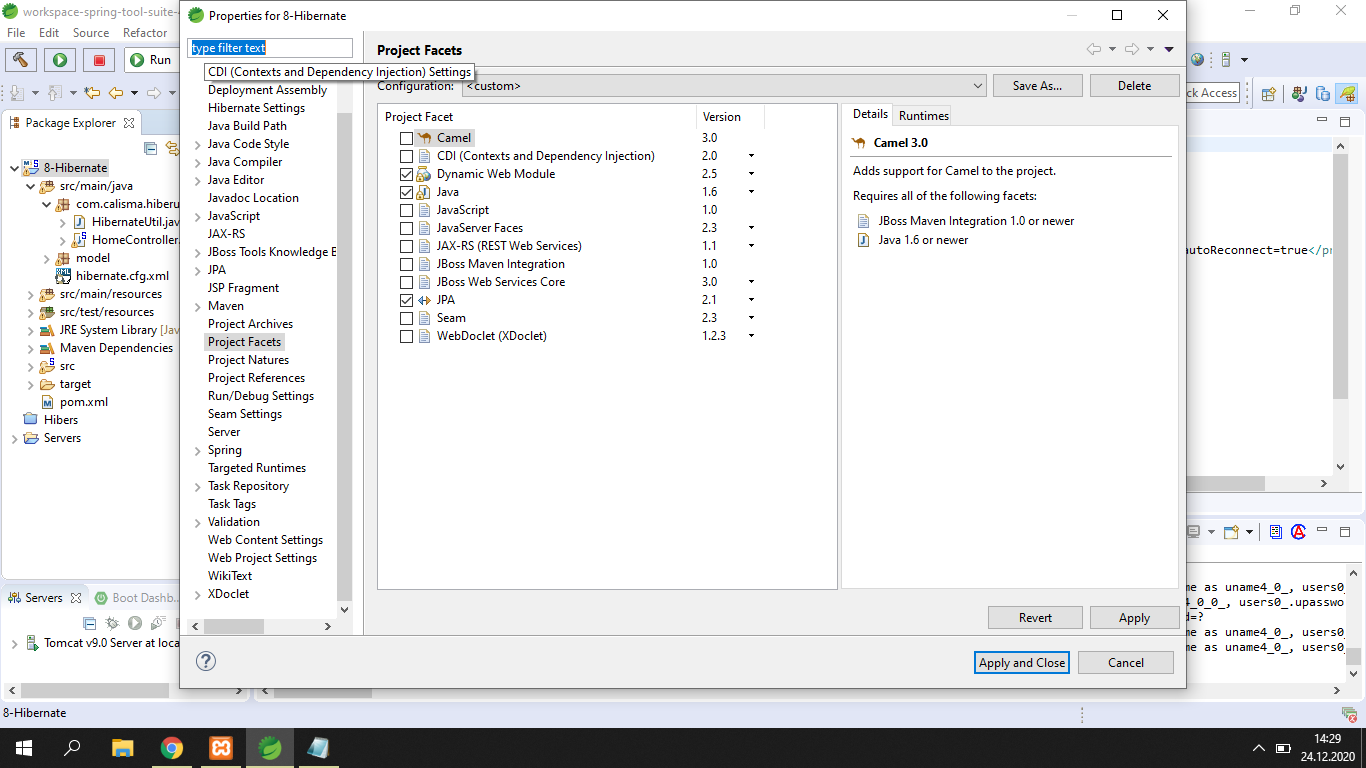 workspace-spring-tool-suite-4
Properties for 8-Hibernate
File Edit Source Refactor
Run
type filter text
Project Facets
CDI (Contexts and Dependency Injection) Settings
Configuration: <custom>
Save As...
Delete
Access
Package Explorer
8-Hibernate
src/main/java
com.calisma.hiberu
HibernateUtil.java
HomeController.
model
hibernate.cfg.xml
src/main/resources
src/test/resources
JRE System Library [Jav
Maven Dependencies
src
target
pom.xml
Hibers
Servers
Deployment Assembly
Hibernate Settings
Java Build Path
Java Code Style
Java Compiler
Java Editor
Javadoc Location
JavaScript
JAX-RS
JBoss Tools Knowledge E
JPA
JSP Fragment
Maven
Project Archives
Project Facets
Project Natures
Project References
Run/Debug Settings
Seam Settings
Server
Spring
Targeted Runtimes
Task Repository
Task Tags
Validation
Web Content Settings
Web Project Settings
WikiText
XDoclet
Project Facet Version
Camel 3.0
CDI (Contexts and Dependency Injection) 2.0
Dynamic Web Module 2.5
Java 1.6
JavaScript 1.0
JavaServer Faces 2.3
JAX-RS (REST Web Services) 1.1
JBoss Maven Integration 1.0
JBoss Web Services Core 3.0
JPA 2.1
Seam 2.3
WebDoclet (XDoclet) 1.2.3
Details Runtimes
Camel 3.0
Adds support for Camel to the project.
Requires all of the following facets:
JBoss Maven Integration 1.0 or newer
Java 1.6 or newer
autoReconnect=true</pr
Revert
Apply
Apply and Close
Cancel
Servers Boot Dashb..
Tomcat v9.0 Server at loca
me as uname4_0_, users0_
4_0_0_, users0_.upasswo
d=?
me as uname4_0_, users0_
me as uname4_0_, users0_
8-Hibernate
14:29
24.12.2020